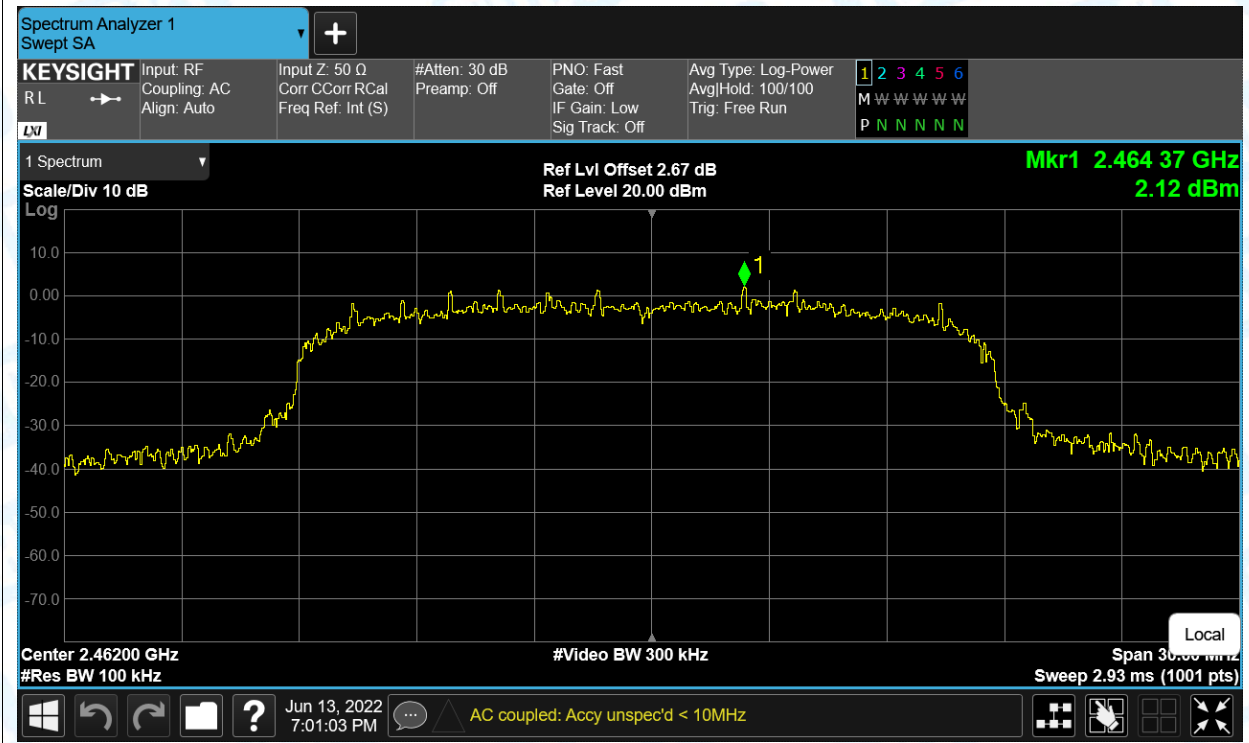 Spectrum Analyzer 1
Swept SA
KEYSIGHT
R L
LXI
Input: RF
Coupling: AC
Align: Auto
Input Z: 50 Ω
Corr CCorr RCal
Freq Ref: Int (S)
#Atten: 30 dB
Preamp: Off
PNO: Fast
Gate: Off
IF Gain: Low
Sig Track: Off
Avg Type: Log-Power
Avg|Hold: 100/100
Trig: Free Run
1 2 3 4 5 6
M W W W W W
P N N N N N
1 Spectrum
Scale/Div 10 dB
Log
Ref Lvl Offset 2.67 dB
Ref Level 20.00 dBm
Mkr1 2.464 37 GHz
2.12 dBm
10.0
0.00
-10.0
-20.0
-30.0
-40.0
-50.0
-60.0
-70.0
1
Local
Center 2.46200 GHz
#Video BW 300 kHz
Span 30.00 MHz
#Res BW 100 kHz
Sweep 2.93 ms (1001 pts)
?
Jun 13, 2022
7:01:03 PM
AC coupled: Accy unspec'd < 10MHz